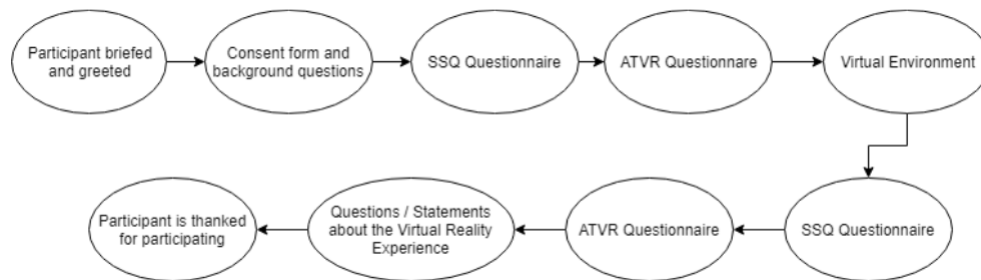 Participant briefed
and greeted
Consent form and
background questions
SSQ Questionnaire
ATVR Questionnare
Virtual Environment
SSQ Questionnaire
ATVR Questionnaire
Questions / Statements
about the Virtual Reality
Experience
Participant is thanked
for participating